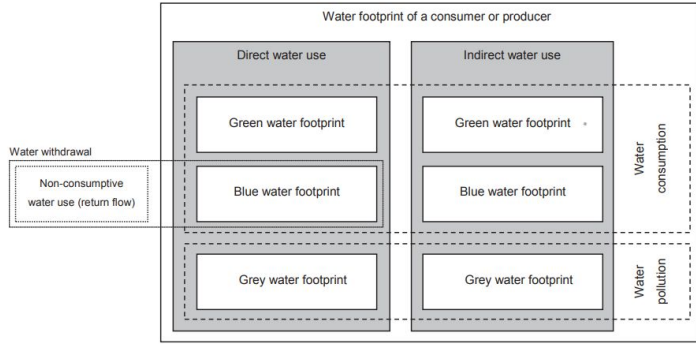 Water footprint of a consumer or producer
Direct water use
Indirect water use
Green water footprint
Green water footprint
Water withdrawal
Non-consumptive
water use (return flow)
Blue water footprint
Blue water footprint
Water
consumption
Grey water footprint
Grey water footprint
Water
pollution